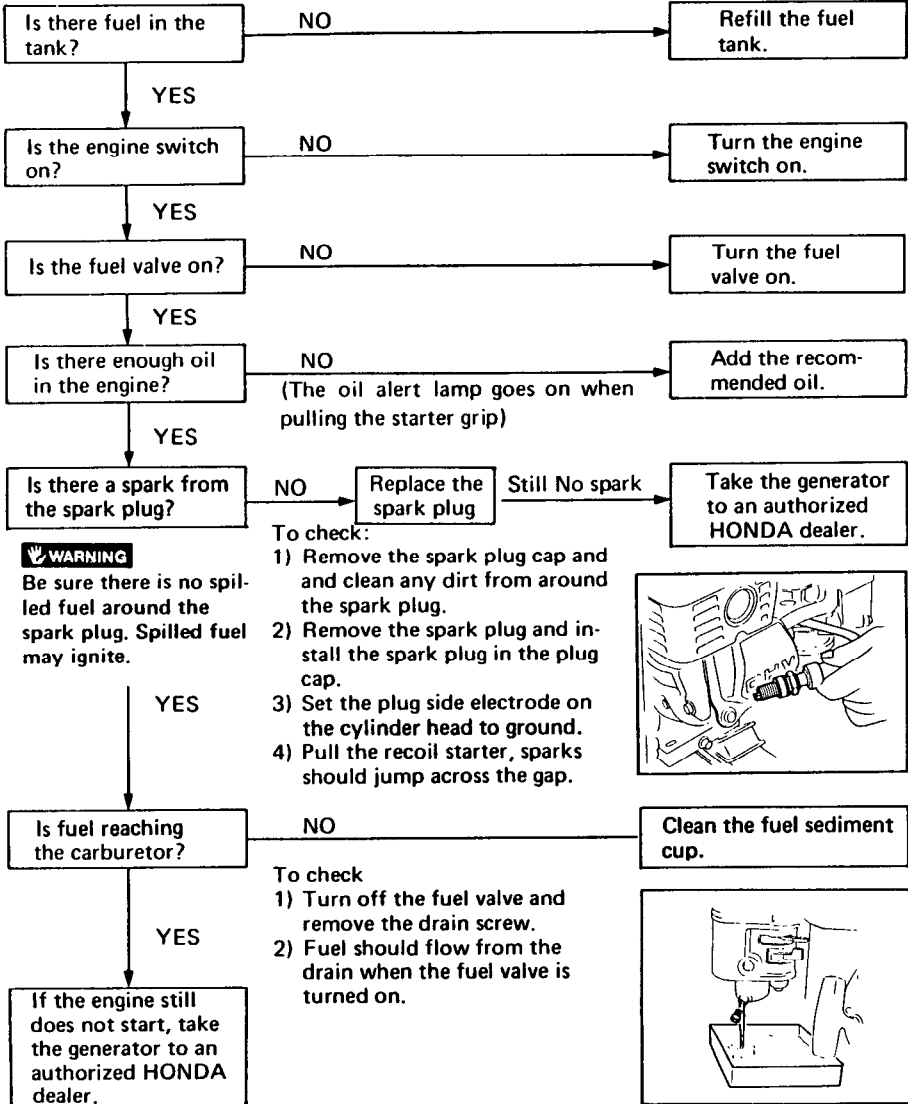 Is there fuel in the
tank?
NO
Refill the fuel
tank.
YES
Is the engine switch
on?
NO
Turn the engine
switch on.
YES
Is the fuel valve on?
NO
Turn the fuel
valve on.
YES
Is there enough oil
in the engine?
NO
(The oil alert lamp goes on when
pulling the starter grip)
Add the recom-
mended oil.
YES
Is there a spark from
the spark plug?
NO
Replace the
spark plug
Still No spark
Take the generator
to an authorized
HONDA dealer.
WARNING
Be sure there is no spil-
led fuel around the
spark plug. Spilled fuel
may ignite.
To check:
1) Remove the spark plug cap and
and clean any dirt from around
the spark plug.
2) Remove the spark plug and in-
stall the spark plug in the plug
cap.
3) Set the plug side electrode on
the cylinder head to ground.
4) Pull the recoil starter, sparks
should jump across the gap.
YES
Is fuel reaching
the carburetor?
NO
Clean the fuel sediment
cup.
To check
1) Turn off the fuel valve and
remove the drain screw.
2) Fuel should flow from the
drain when the fuel valve is
turned on.
YES
If the engine still
does not start, take
the generator to an
authorized HONDA
dealer.